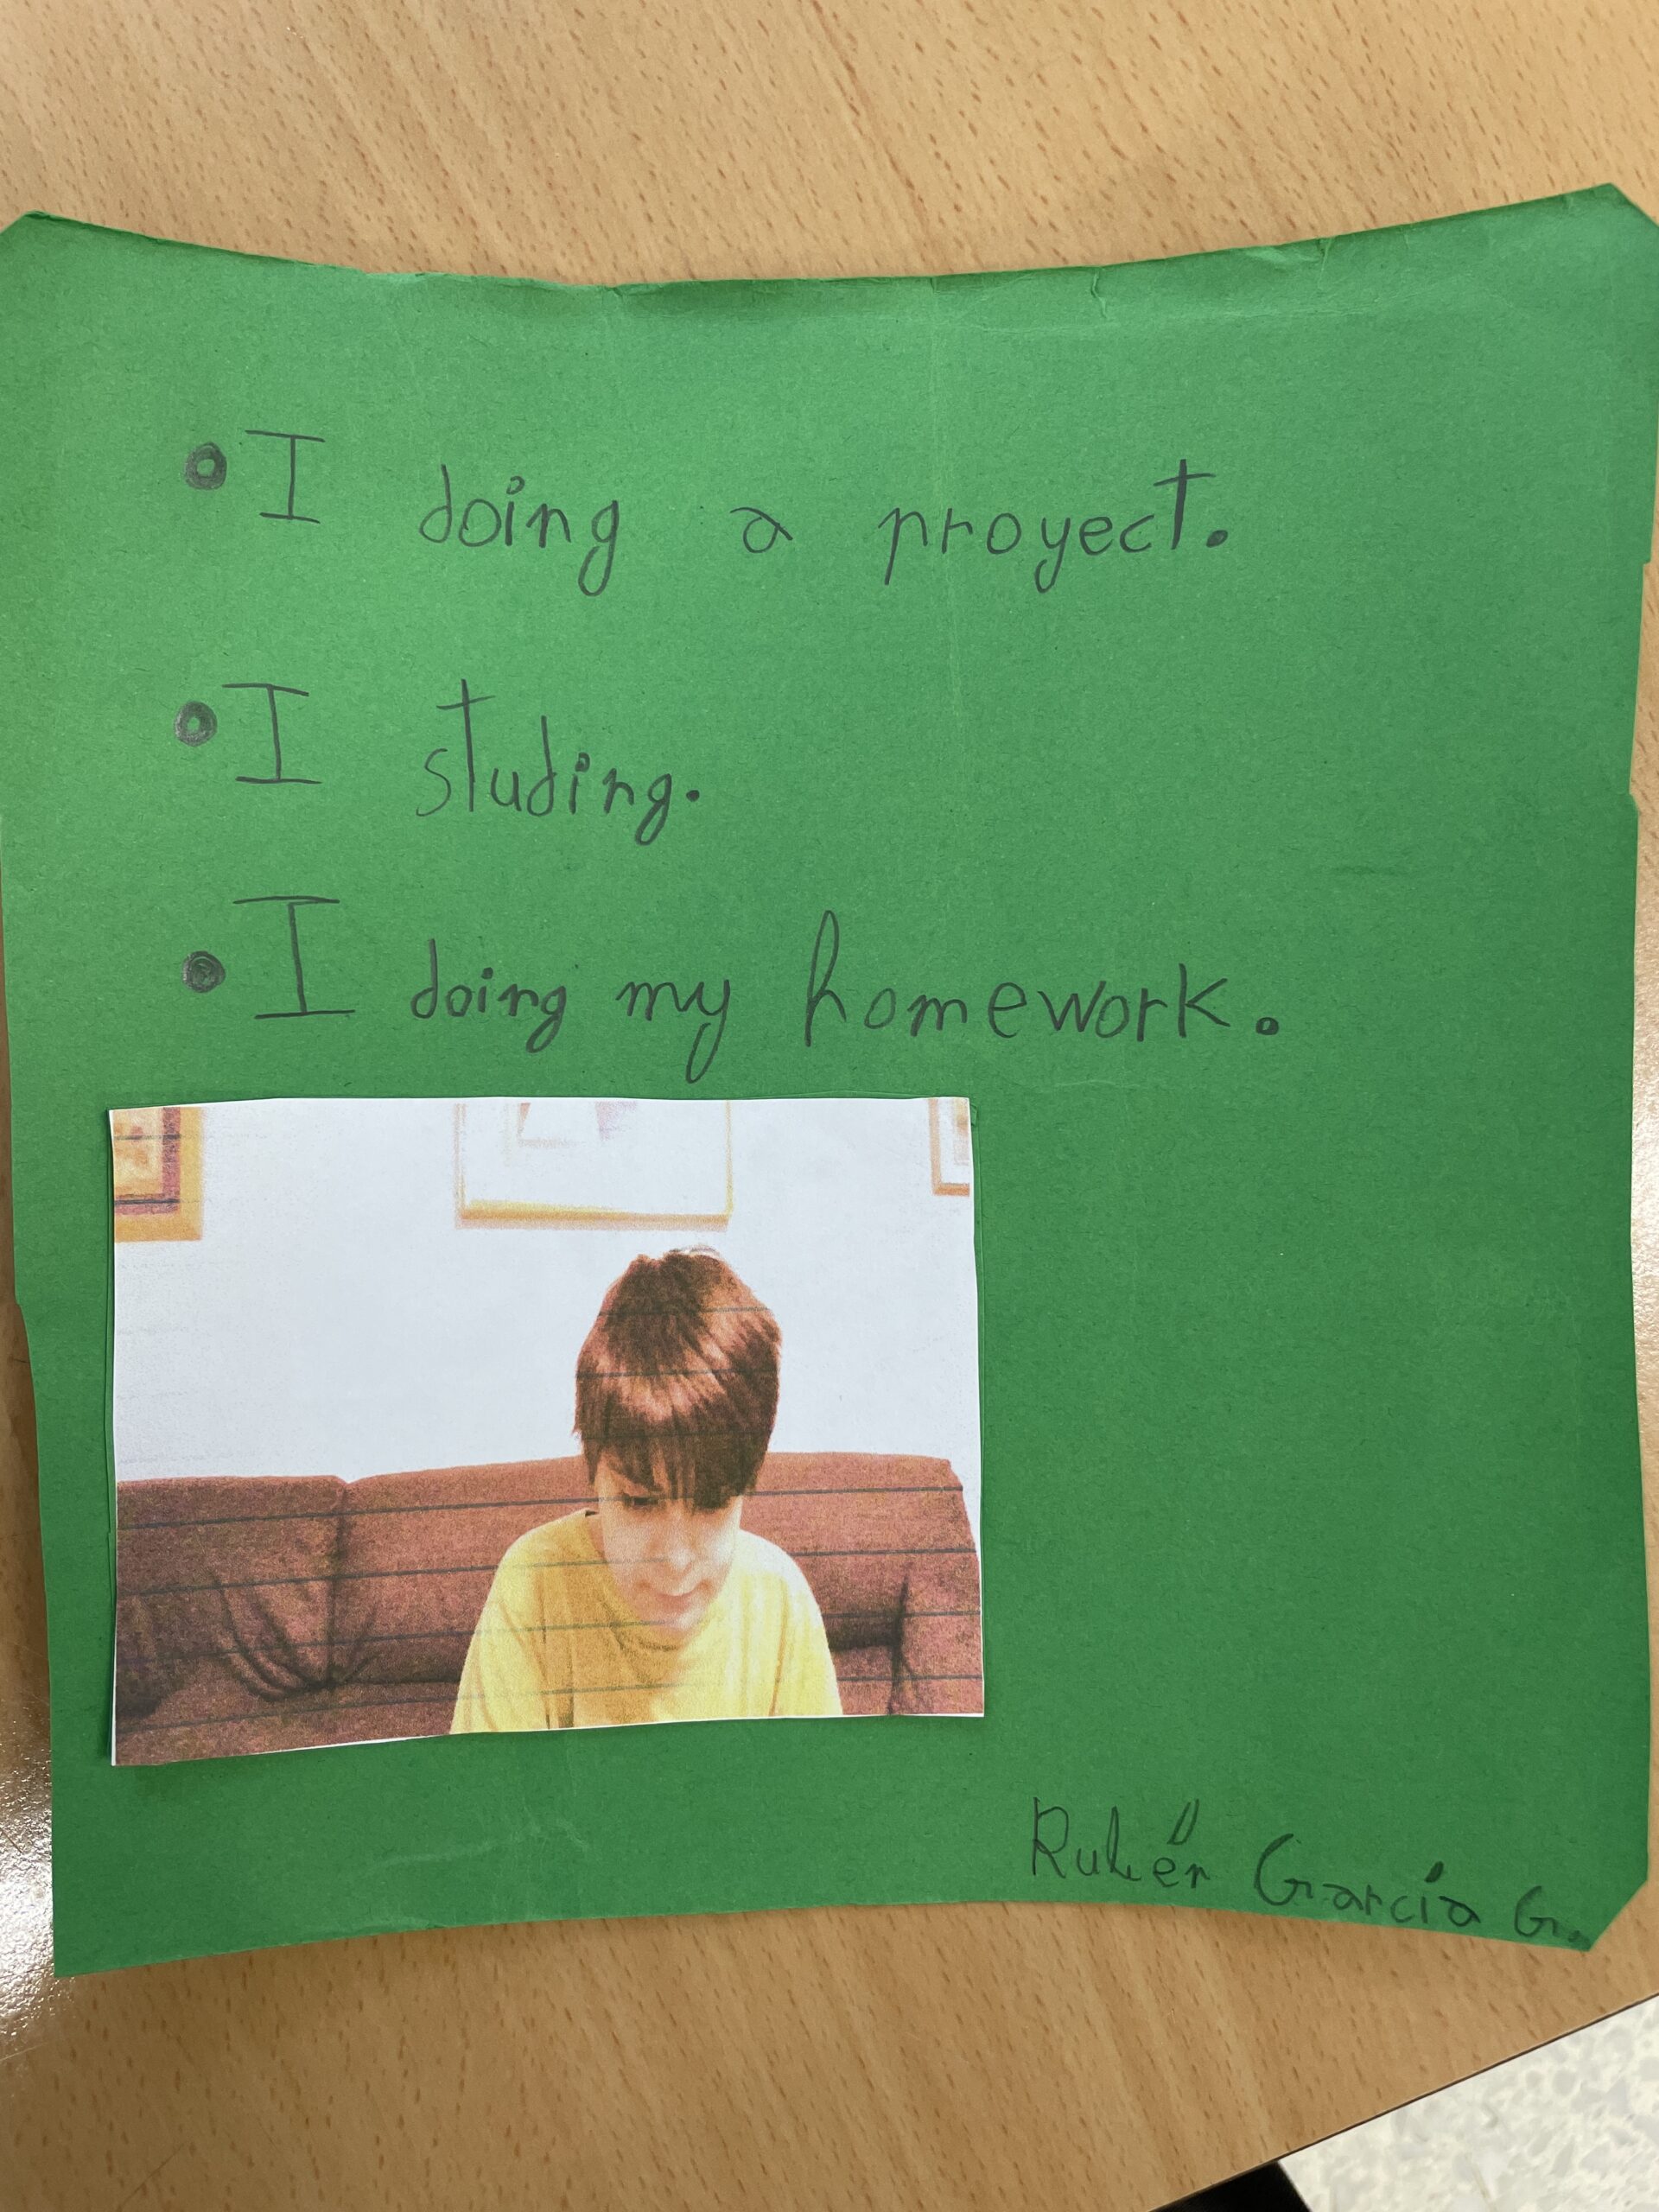 • I doing a proyect.
• I studing.
• I doing my homework.
Rubén García G.